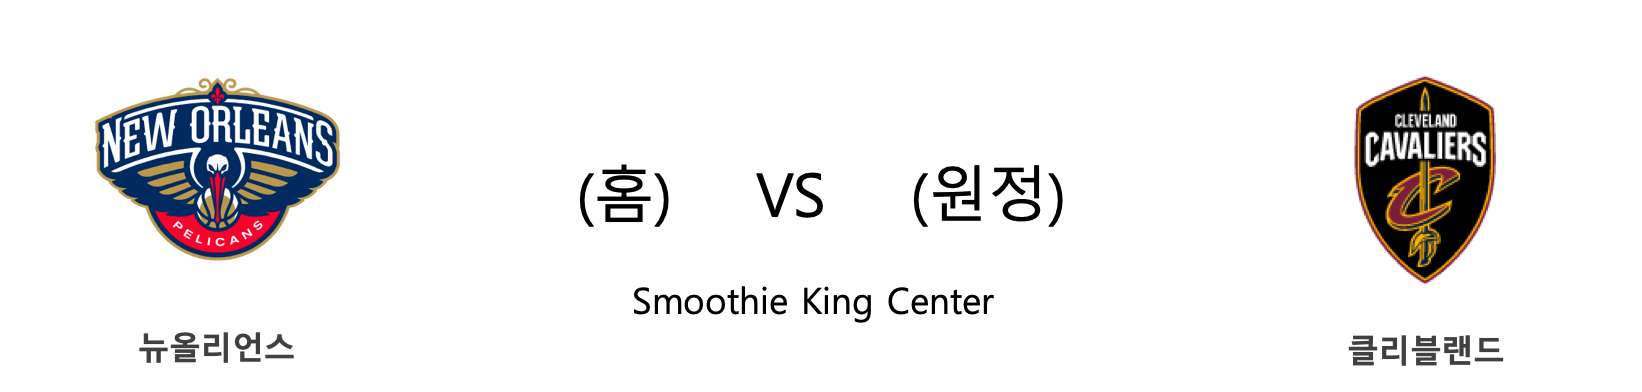 NEW ORLEANS
PELICANS
(홈) VS (원정)
CLEVELAND
CAVALIERS
C
Smoothie King Center
뉴올리언스
클리블랜드